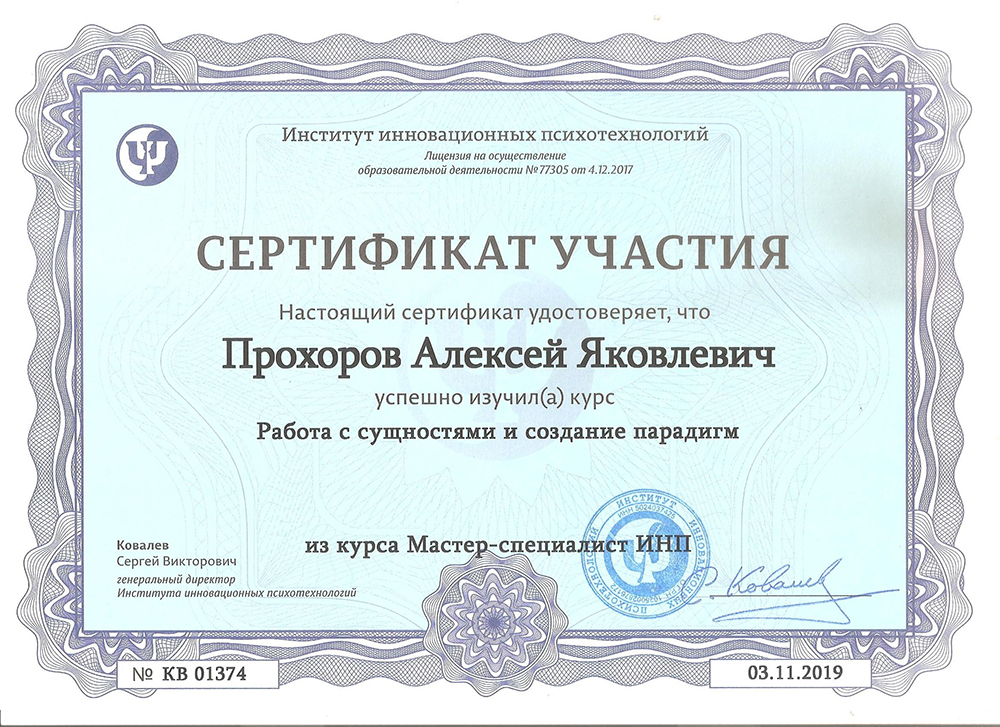 Институт инновационных психотехнологий
Лицензия на осуществление
образовательной деятельности №77305 от 4.12.2017
СЕРТИФИКАТ УЧАСТИЯ
Настоящий сертификат удостоверяет, что
Прохоров Алексей Яковлевич
успешно изучил(а) курс
Работа с сущностями и создание парадигм
из курса Мастер-специалист ИНП
Ковалев
Сергей Викторович
генеральный директор
Института инновационных психотехнологий
ИНСТИТУТ ИННОВАЦИОННЫХ ПСИХОТЕХНОЛОГИЙ
Ковалев
№ КВ 01374
03.11.2019